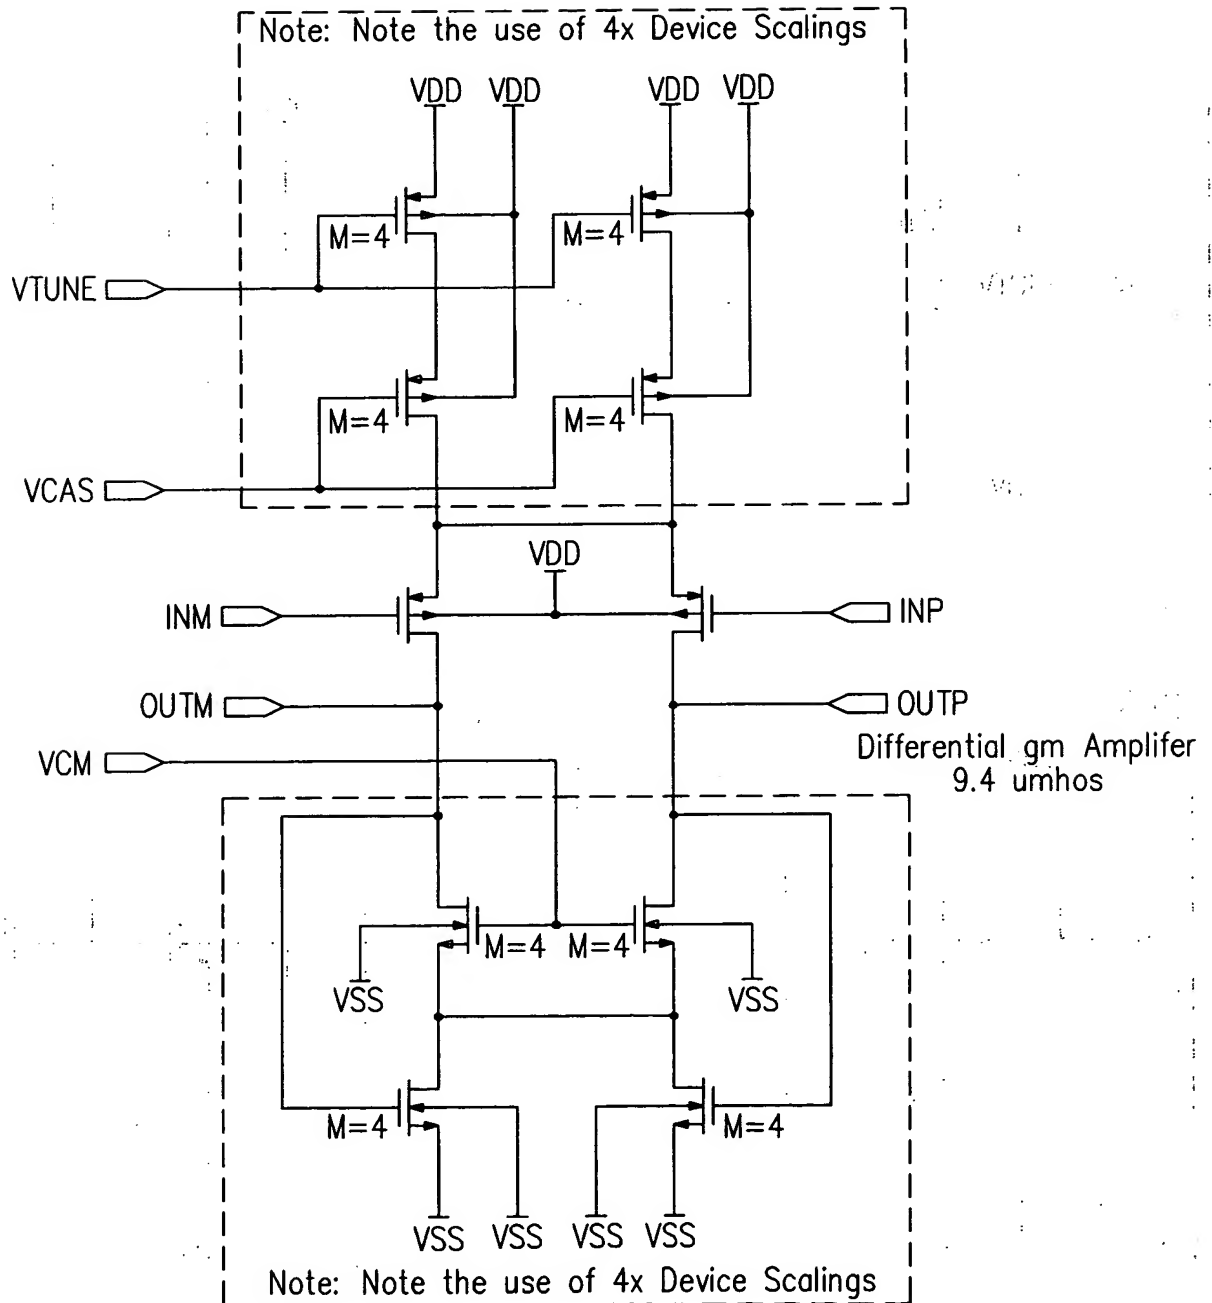 Note: Note the use of 4x Device Scalings
VDD VDD VDD VDD
M=4 M=4
VTUNE
M=4 M=4
VCAS
VDD
INM INP
OUTM OUTP
VCM
Differential gm Amplifer
9.4 umhos
M=4 M=4
VSS VSS
M=4 M=4
VSS VSS VSS VSS
Note: Note the use of 4x Device Scalings